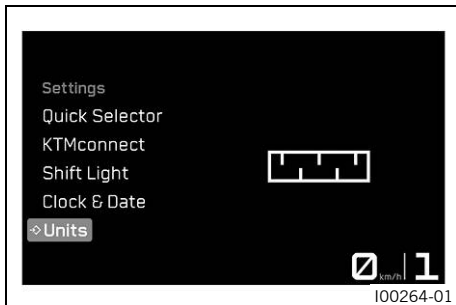 Settings
Quick Selector
KTMconnect
Shift Light
Clock & Date
Units
0 km/h 1
I00264-01